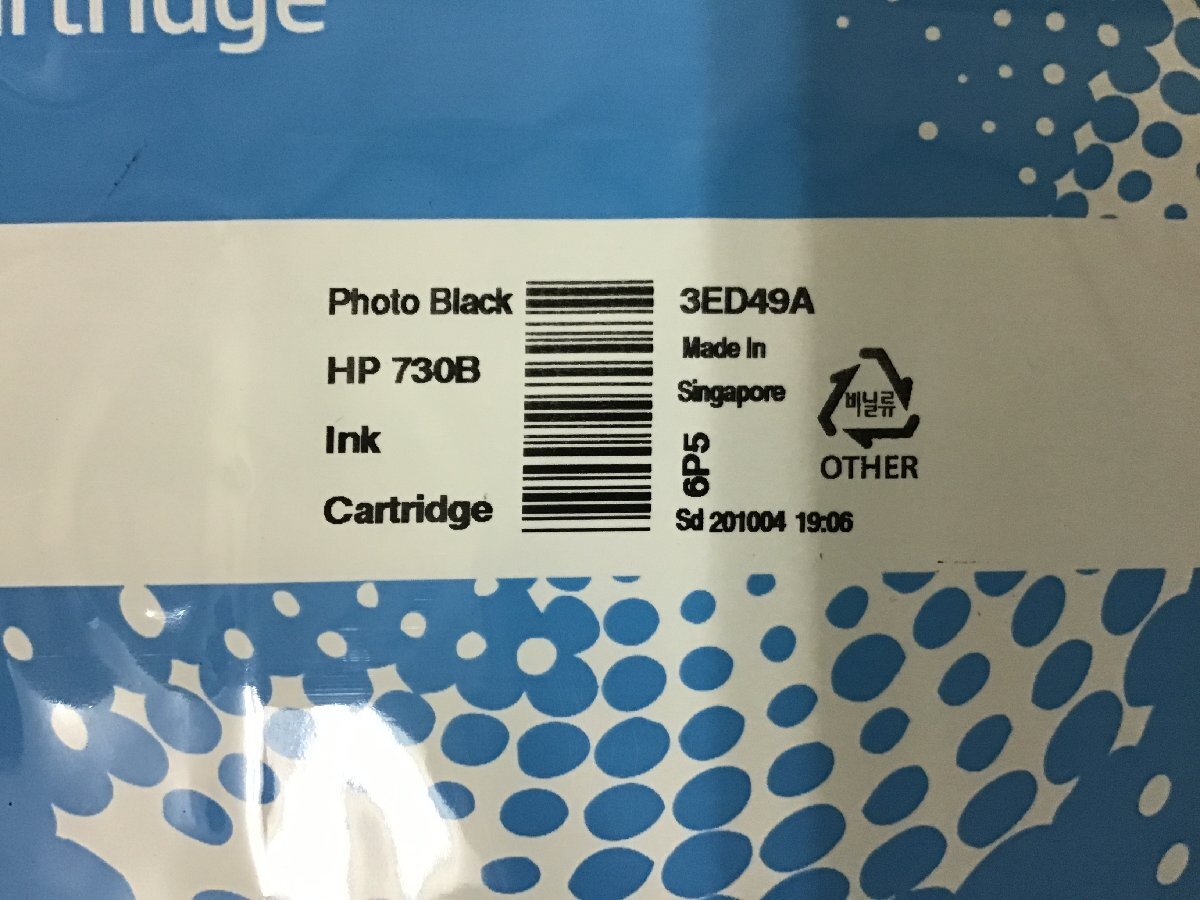 Photo Black
HP 730B
Ink
Cartridge
3ED49A
Made In
Singapore
6P5
Sd 201004 19:06
비닐류
OTHER